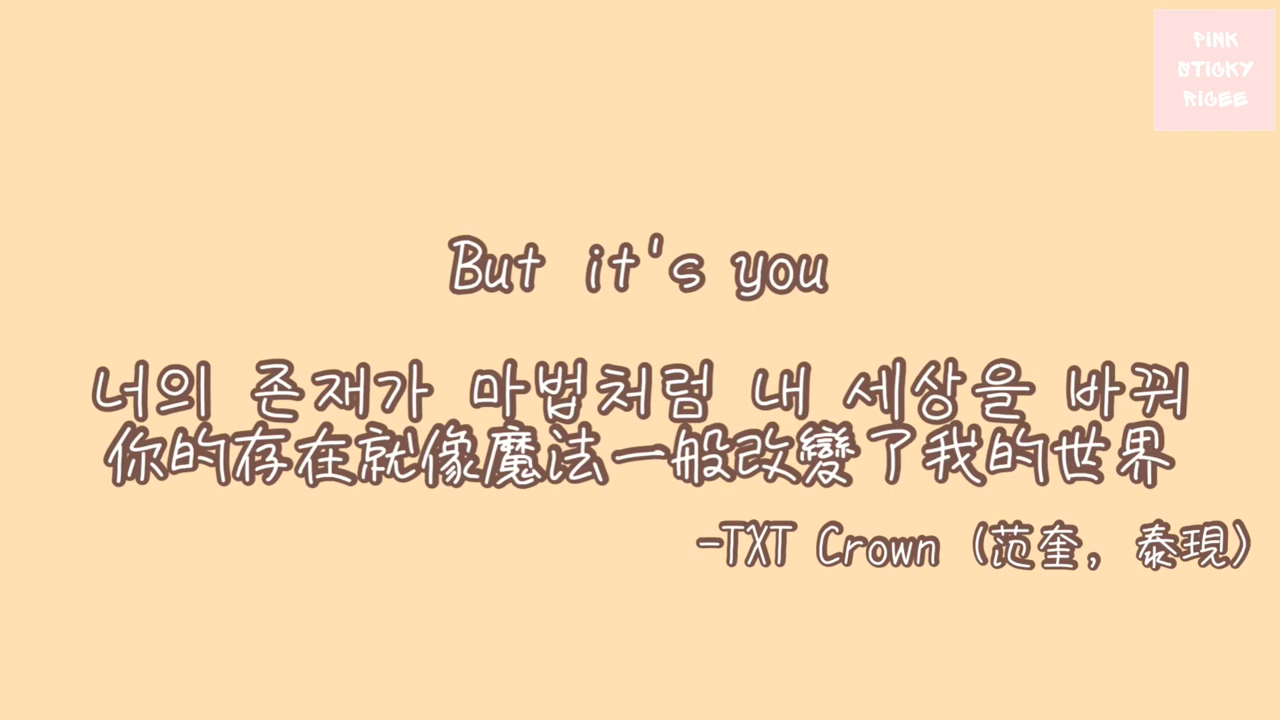 PINK
STICKY
RICEE
But it's you
너의 존재가 마법처럼 내 세상을 바꿔
你的存在就像魔法一般改變了我的世界
-TXT Crown (范奎, 泰現)